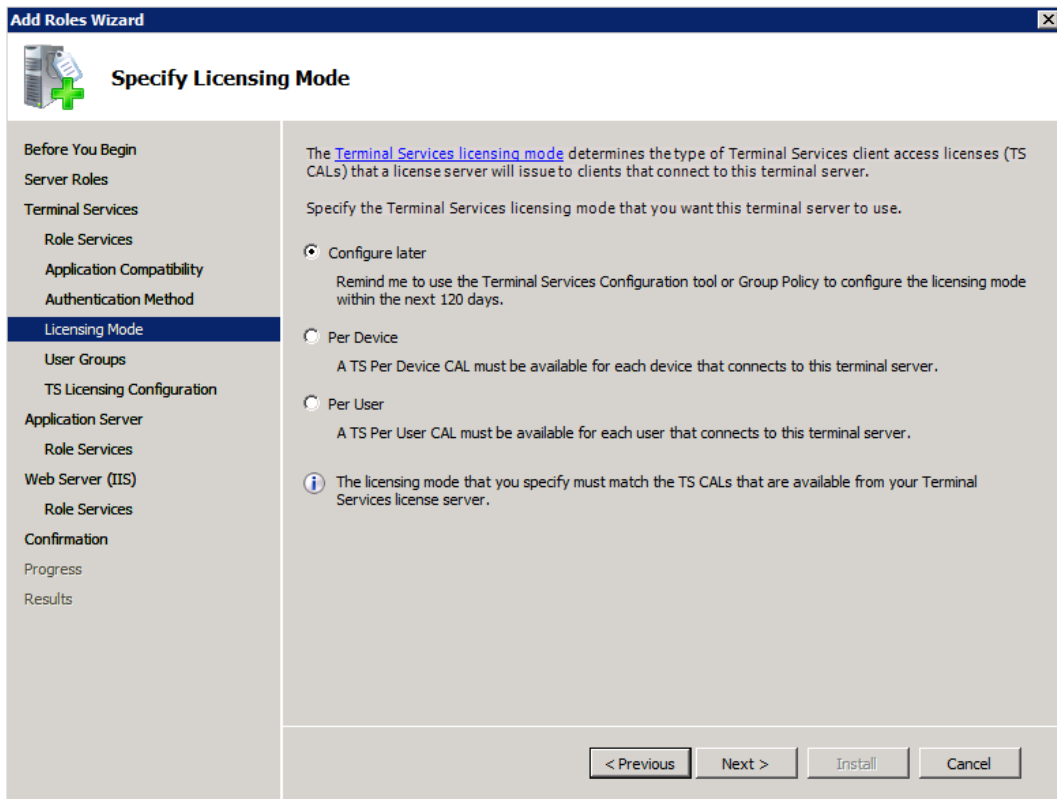 Add Roles Wizard
Specify Licensing Mode
Before You Begin
Server Roles
Terminal Services
Role Services
Application Compatibility
Authentication Method
Licensing Mode
User Groups
TS Licensing Configuration
Application Server
Role Services
Web Server (IIS)
Role Services
Confirmation
Progress
Results
The Terminal Services licensing mode determines the type of Terminal Services client access licenses (TS
CALs) that a license server will issue to clients that connect to this terminal server.
Specify the Terminal Services licensing mode that you want this terminal server to use.
Configure later
Remind me to use the Terminal Services Configuration tool or Group Policy to configure the licensing mode
within the next 120 days.
Per Device
A TS Per Device CAL must be available for each device that connects to this terminal server.
Per User
A TS Per User CAL must be available for each user that connects to this terminal server.
The licensing mode that you specify must match the TS CALs that are available from your Terminal
Services license server.
< Previous
Next >
Install
Cancel